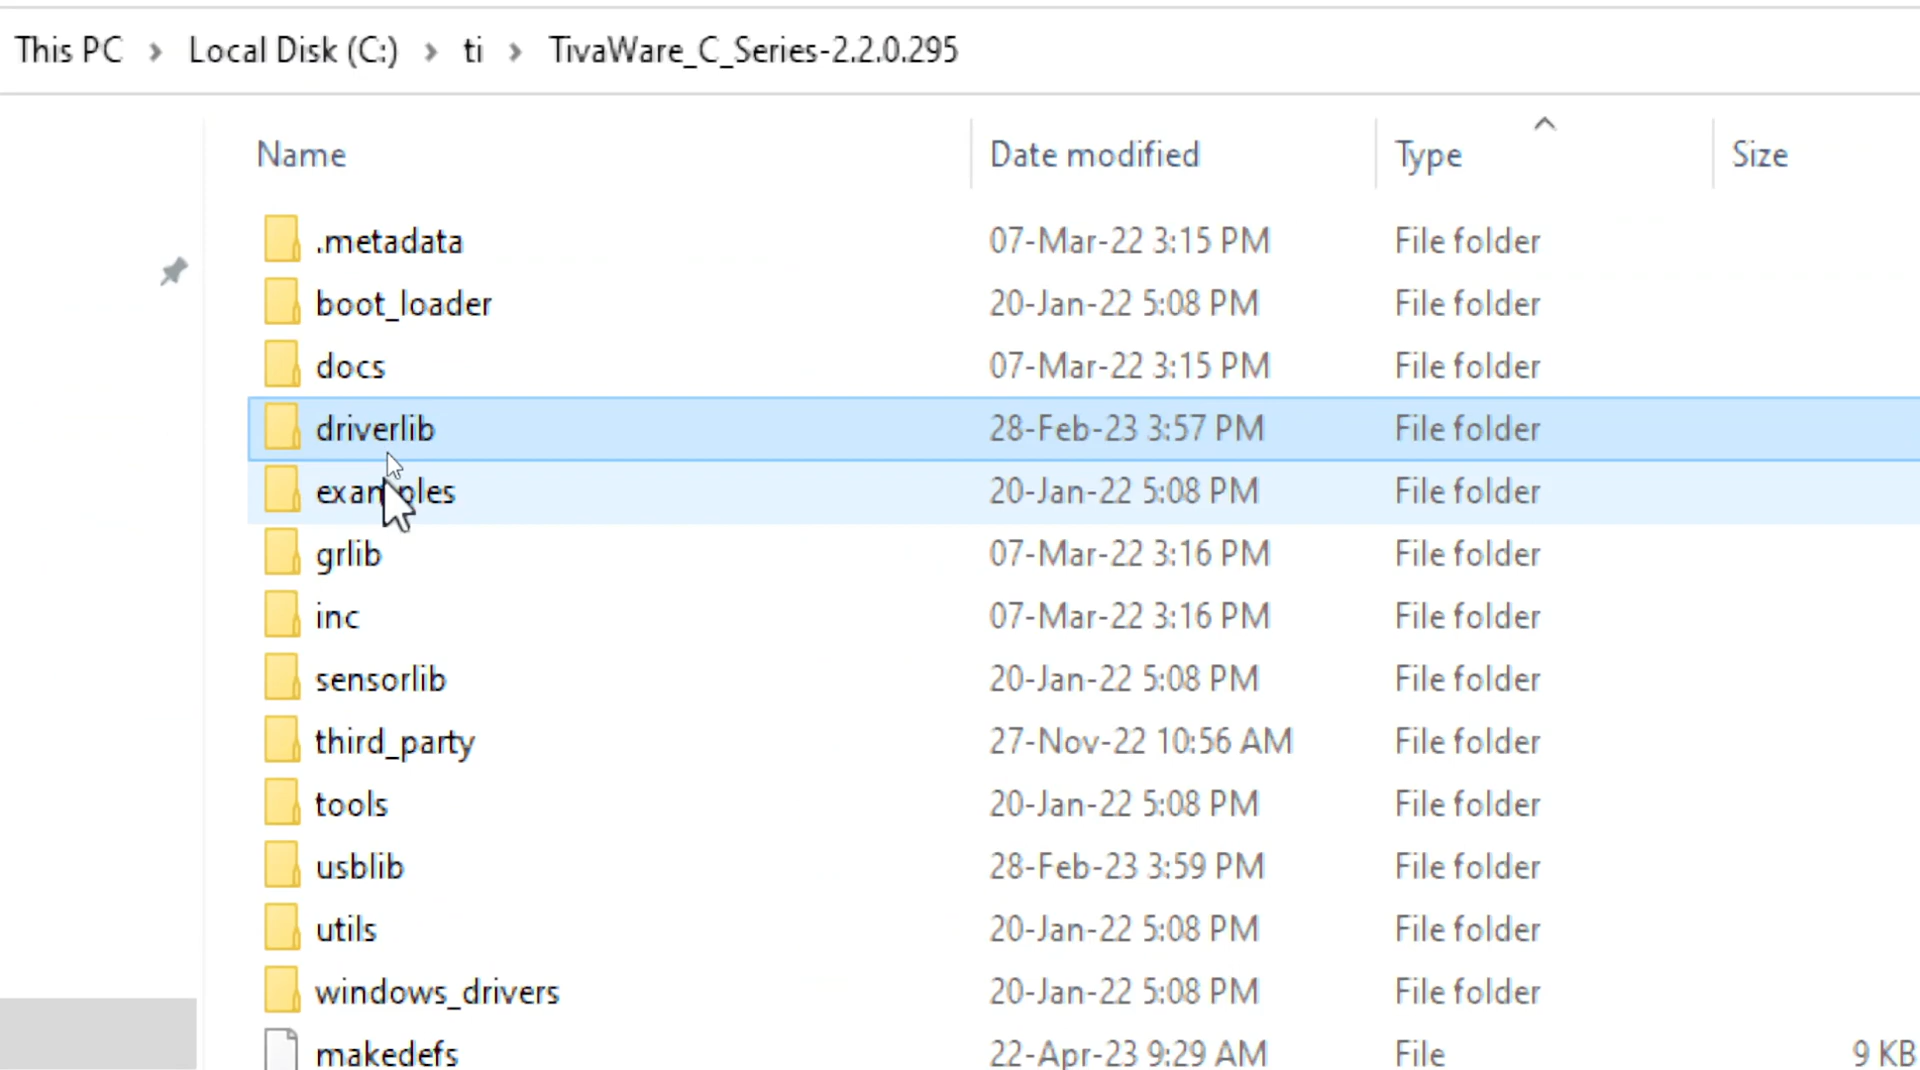 This PC › Local Disk (C:) › ti › TivaWare_C_Series-2.2.0.295
Name Date modified Type Size
.metadata 07-Mar-22 3:15 PM File folder
boot_loader 20-Jan-22 5:08 PM File folder
docs 07-Mar-22 3:15 PM File folder
driverlib 28-Feb-23 3:57 PM File folder
examples 20-Jan-22 5:08 PM File folder
grlib 07-Mar-22 3:16 PM File folder
inc 07-Mar-22 3:16 PM File folder
sensorlib 20-Jan-22 5:08 PM File folder
third_party 27-Nov-22 10:56 AM File folder
tools 20-Jan-22 5:08 PM File folder
usblib 28-Feb-23 3:59 PM File folder
utils 20-Jan-22 5:08 PM File folder
windows_drivers 20-Jan-22 5:08 PM File folder
makedefs 22-Apr-23 9:29 AM File 9 KB